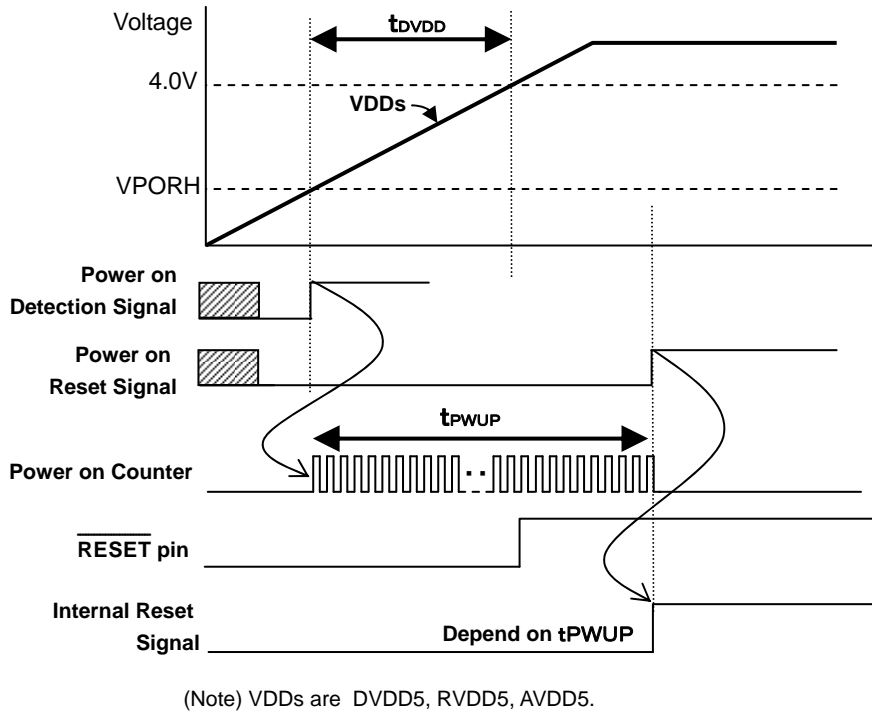 Voltage
tDVDD
4.0V
VDDs
VPORH
Power on
Detection Signal
Power on
Reset Signal
tPWUP
Power on Counter
RESET pin
Internal Reset
Signal
Depend on tPWUP
(Note) VDDs are DVDD5, RVDD5, AVDD5.